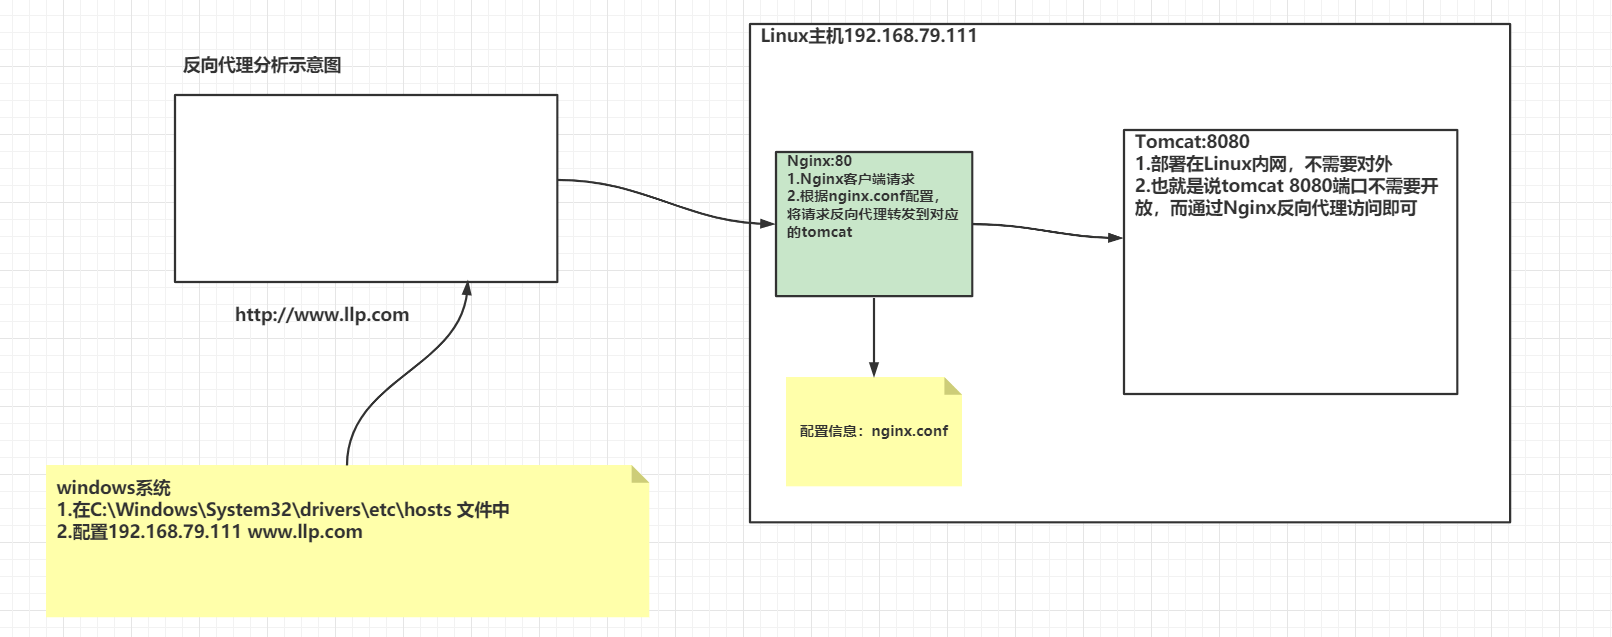 反向代理分析示意图
http://www.llp.com
windows系统
1.在C:\Windows\System32\drivers\etc\hosts 文件中
2.配置192.168.79.111 www.llp.com
Linux主机192.168.79.111
Nginx:80
1.Nginx客户端请求
2.根据nginx.conf配置，
将请求反向代理转发到对应
的tomcat
配置信息：nginx.conf
Tomcat:8080
1.部署在Linux内网，不需要对外
2.也就是说tomcat 8080端口不需要开
放，而通过Nginx反向代理访问即可